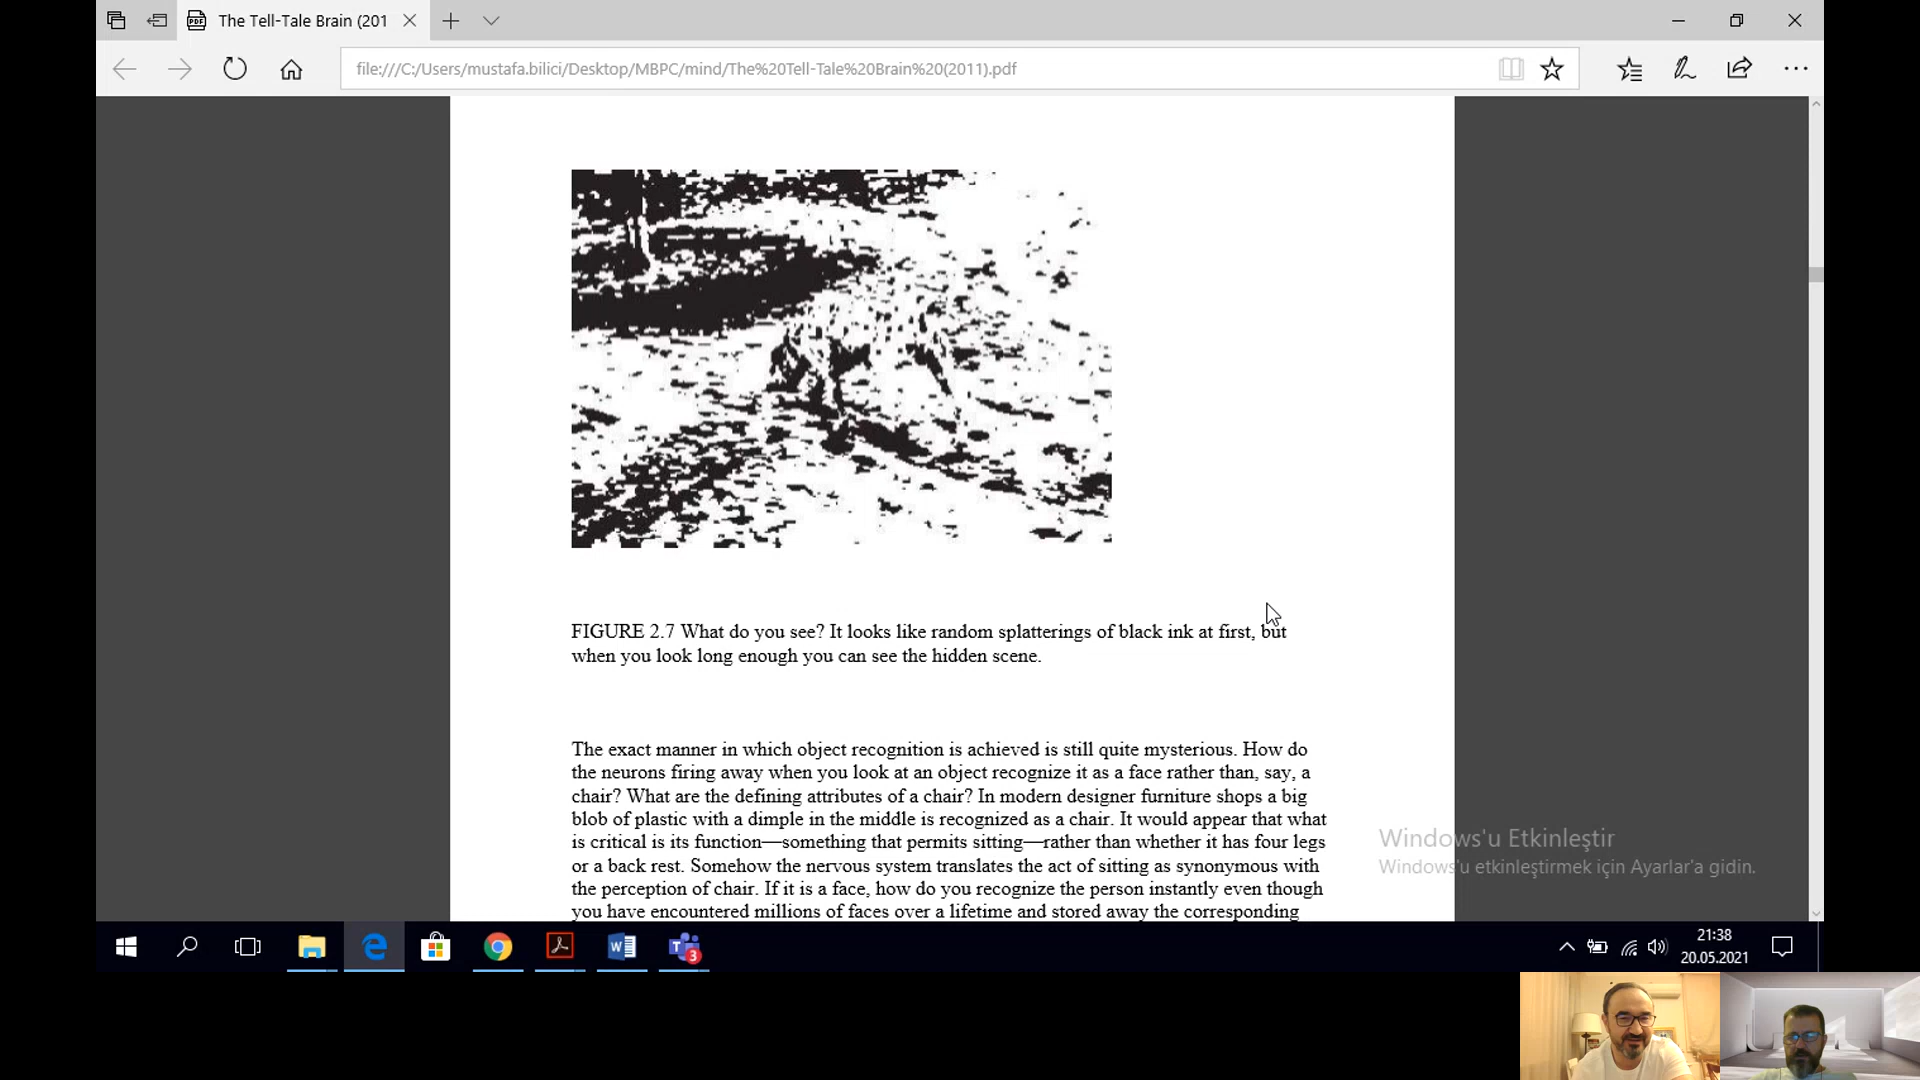 The Tell-Tale Brain (201
file:///C:/Users/mustafa.bilici/Desktop/MBPC/mind/The%20Tell-Tale%20Brain%20(2011).pdf
FIGURE 2.7 What do you see? It looks like random splatterings of black ink at first, but
when you look long enough you can see the hidden scene.
The exact manner in which object recognition is achieved is still quite mysterious. How do
the neurons firing away when you look at an object recognize it as a face rather than, say, a
chair? What are the defining attributes of a chair? In modern designer furniture shops a big
blob of plastic with a dimple in the middle is recognized as a chair. It would appear that what
is critical is its function—something that permits sitting—rather than whether it has four legs
or a back rest. Somehow the nervous system translates the act of sitting as synonymous with
the perception of chair. If it is a face, how do you recognize the person instantly even though
you have encountered millions of faces over a lifetime and stored away the corresponding
Windows'u Etkinleştir
Windows'u etkinleştirmek için Ayarlar'a gidin.
3
21:38
20.05.2021